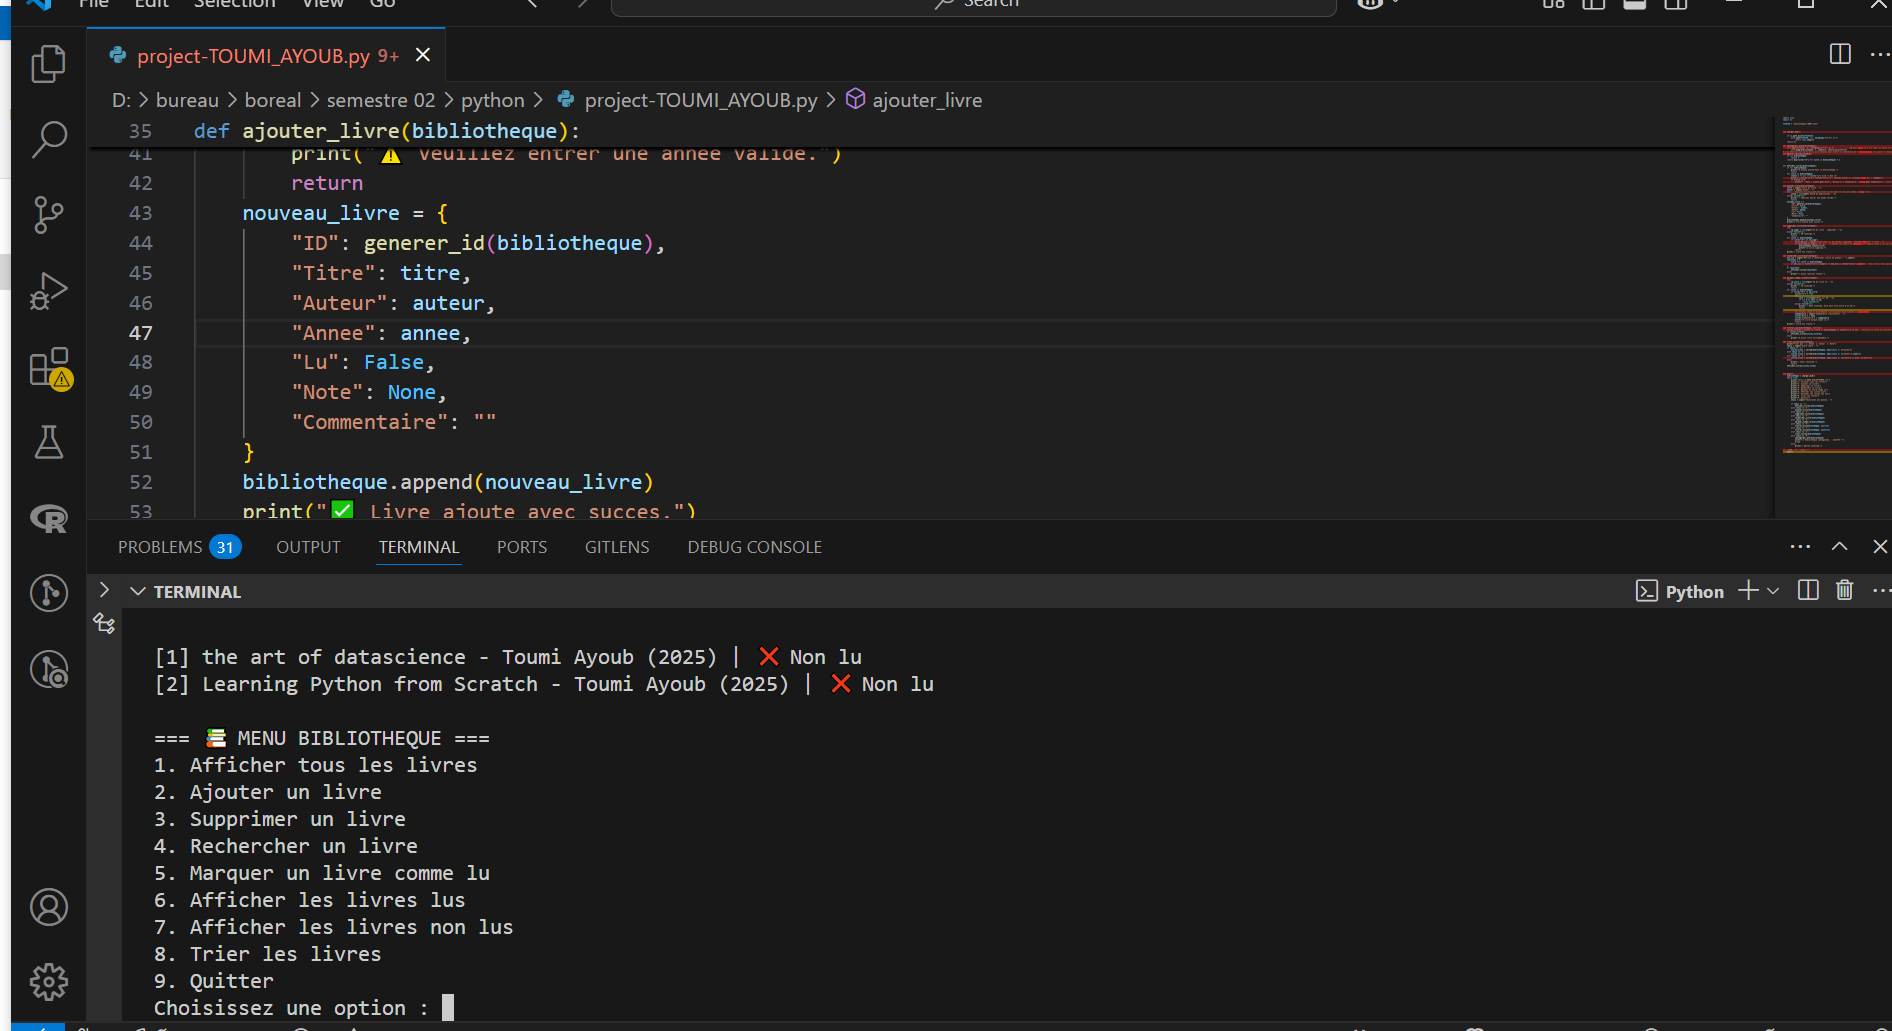 File Edit Selection View Go Search
project-TOUMI_AYOUB.py 9+
D: > bureau > boreal > semestre 02 > python > project-TOUMI_AYOUB.py > ajouter_livre
35 def ajouter_livre(bibliotheque):
41 print("⚠️ Veuillez entrer une annee valide.")
42 return
43 nouveau_livre = {
44 "ID": generer_id(bibliotheque),
45 "Titre": titre,
46 "Auteur": auteur,
47 "Annee": annee,
48 "Lu": False,
49 "Note": None,
50 "Commentaire": ""
51 }
52 bibliotheque.append(nouveau_livre)
53 print("✅ Livre ajoute avec succes.")
PROBLEMS 31 OUTPUT TERMINAL PORTS GITLENS DEBUG CONSOLE
TERMINAL Python
[1] the art of datascience - Toumi Ayoub (2025) | ❌ Non lu
[2] Learning Python from Scratch - Toumi Ayoub (2025) | ❌ Non lu
=== 📚 MENU BIBLIOTHEQUE ===
1. Afficher tous les livres
2. Ajouter un livre
3. Supprimer un livre
4. Rechercher un livre
5. Marquer un livre comme lu
6. Afficher les livres lus
7. Afficher les livres non lus
8. Trier les livres
9. Quitter
Choisissez une option :